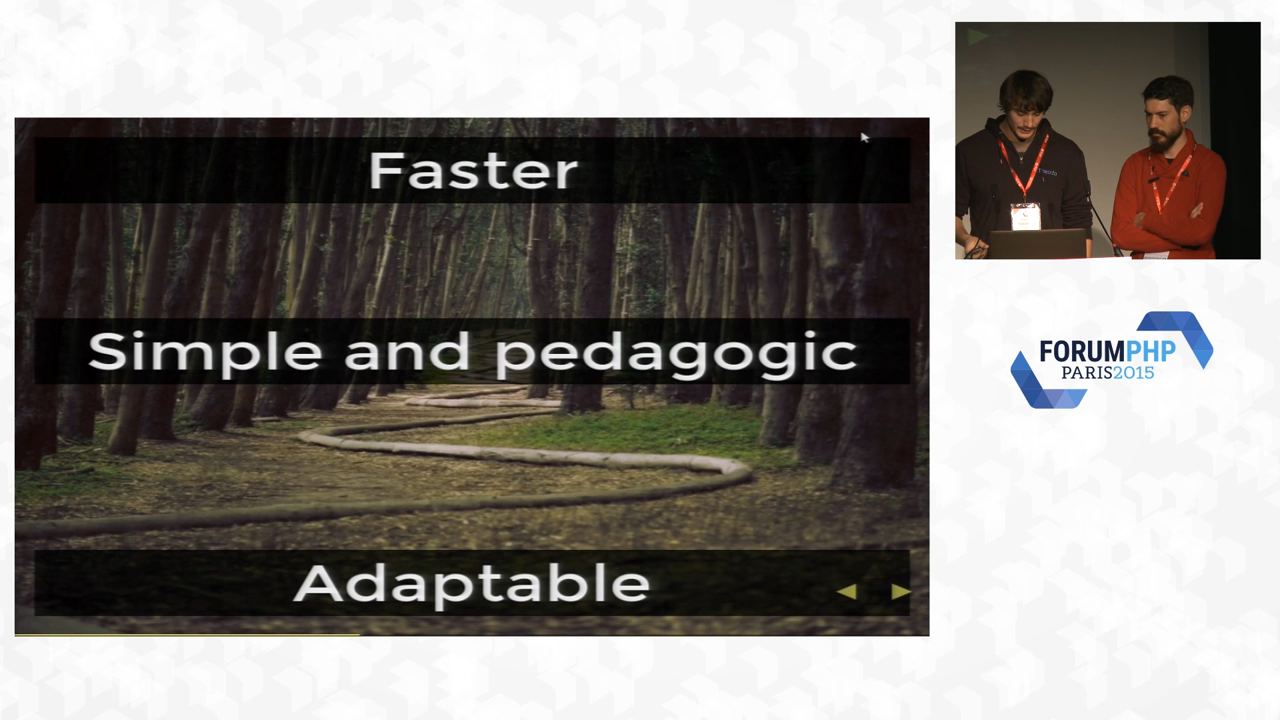 Faster
Simple and pedagogic
Adaptable
FORUMPHP
PARIS2015